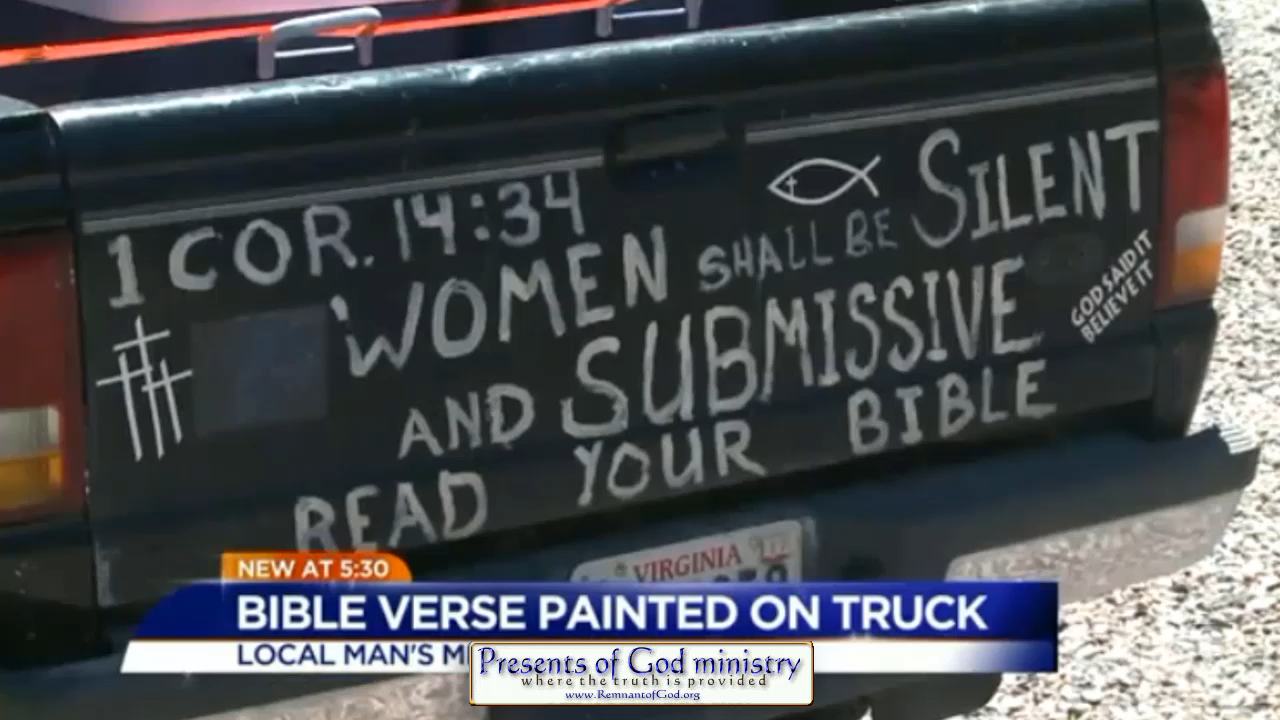 1 COR. 14:34
WOMEN SHALL BE SILENT
AND SUBMISSIVE
READ YOUR BIBLE
GOD SAID IT
BELIEVE IT
VIRGINIA
NEW AT 5:30
BIBLE VERSE PAINTED ON TRUCK
LOCAL MAN'S
Presents of God ministry
where the truth is provided
www.RemnantofGod.org